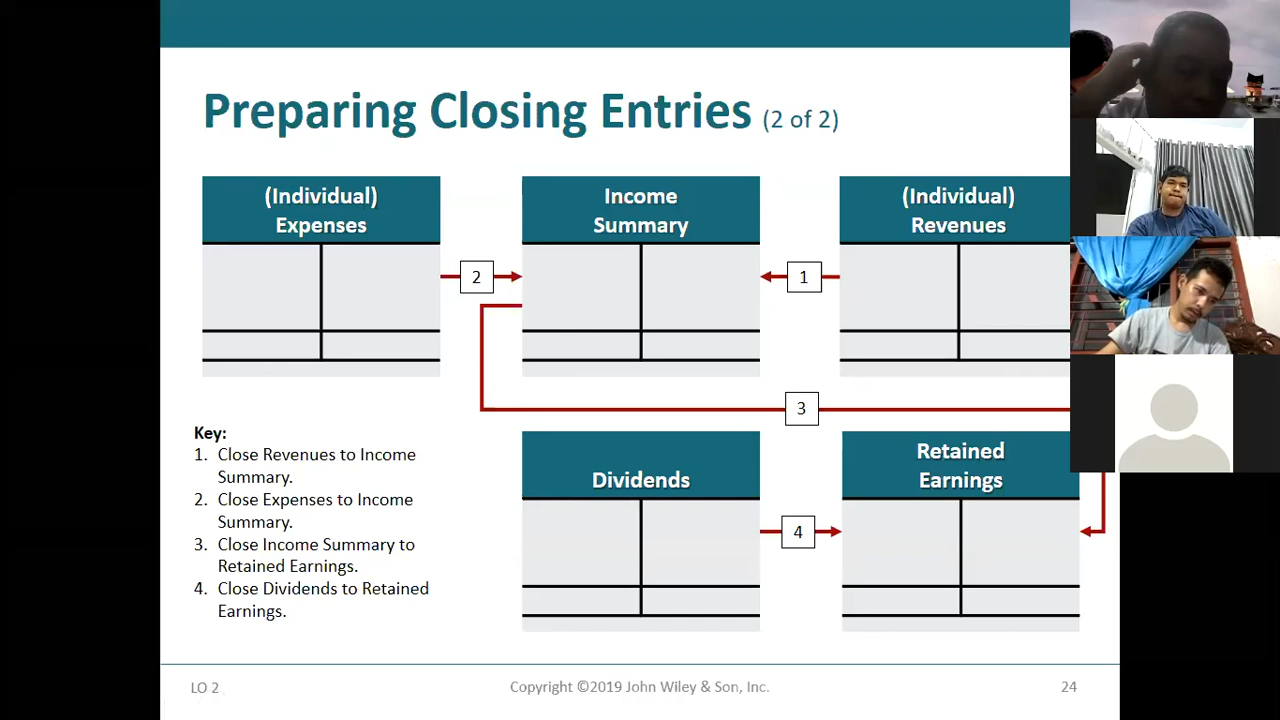 Preparing Closing Entries (2 of 2)
(Individual)
Expenses
Income
Summary
(Individual)
Revenues
2
1
3
Key:
1. Close Revenues to Income
Summary.
2. Close Expenses to Income
Summary.
3. Close Income Summary to
Retained Earnings.
4. Close Dividends to Retained
Earnings.
Dividends
Retained
Earnings
4
LO 2
Copyright ©2019 John Wiley & Son, Inc.
24